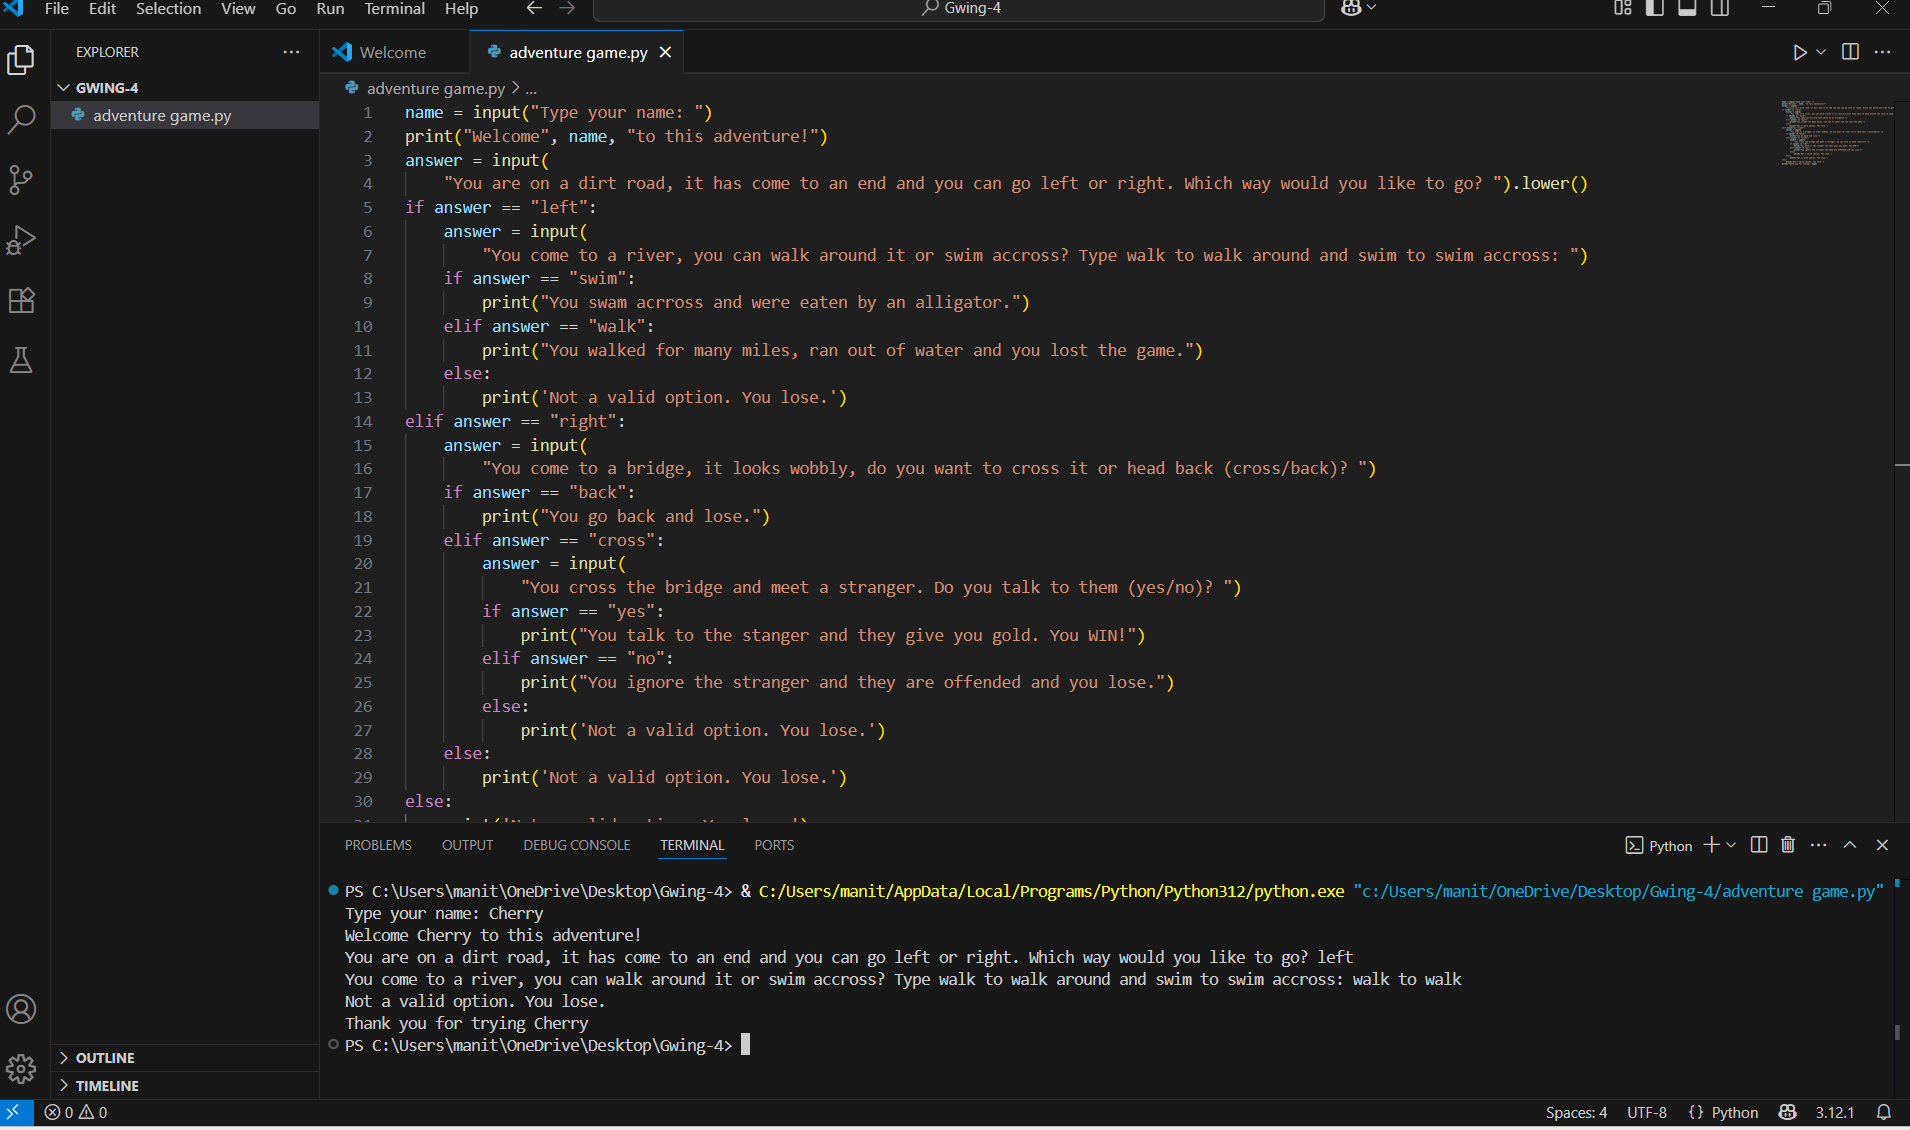 File Edit Selection View Go Run Terminal Help
Gwing-4
EXPLORER
GWING-4
adventure game.py
Welcome
adventure game.py
adventure game.py > ...
1 name = input("Type your name: ")
2 print("Welcome", name, "to this adventure!")
3 answer = input(
4 "You are on a dirt road, it has come to an end and you can go left or right. Which way would you like to go? ").lower()
5 if answer == "left":
6 answer = input(
7 "You come to a river, you can walk around it or swim accross? Type walk to walk around and swim to swim accross: ")
8 if answer == "swim":
9 print("You swam acrross and were eaten by an alligator.")
10 elif answer == "walk":
11 print("You walked for many miles, ran out of water and you lost the game.")
12 else:
13 print('Not a valid option. You lose.')
14 elif answer == "right":
15 answer = input(
16 "You come to a bridge, it looks wobbly, do you want to cross it or head back (cross/back)? ")
17 if answer == "back":
18 print("You go back and lose.")
19 elif answer == "cross":
20 answer = input(
21 "You cross the bridge and meet a stranger. Do you talk to them (yes/no)? ")
22 if answer == "yes":
23 print("You talk to the stanger and they give you gold. You WIN!")
24 elif answer == "no":
25 print("You ignore the stranger and they are offended and you lose.")
26 else:
27 print('Not a valid option. You lose.')
28 else:
29 print('Not a valid option. You lose.')
30 else:
PROBLEMS OUTPUT DEBUG CONSOLE TERMINAL PORTS
Python
PS C:\Users\manit\OneDrive\Desktop\Gwing-4> & C:/Users/manit/AppData/Local/Programs/Python/Python312/python.exe "c:/Users/manit/OneDrive/Desktop/Gwing-4/adventure game.py"
Type your name: Cherry
Welcome Cherry to this adventure!
You are on a dirt road, it has come to an end and you can go left or right. Which way would you like to go? left
You come to a river, you can walk around it or swim accross? Type walk to walk around and swim to swim accross: walk to walk
Not a valid option. You lose.
Thank you for trying Cherry
PS C:\Users\manit\OneDrive\Desktop\Gwing-4>
OUTLINE
TIMELINE
0 0
Spaces: 4 UTF-8 {} Python 3.12.1